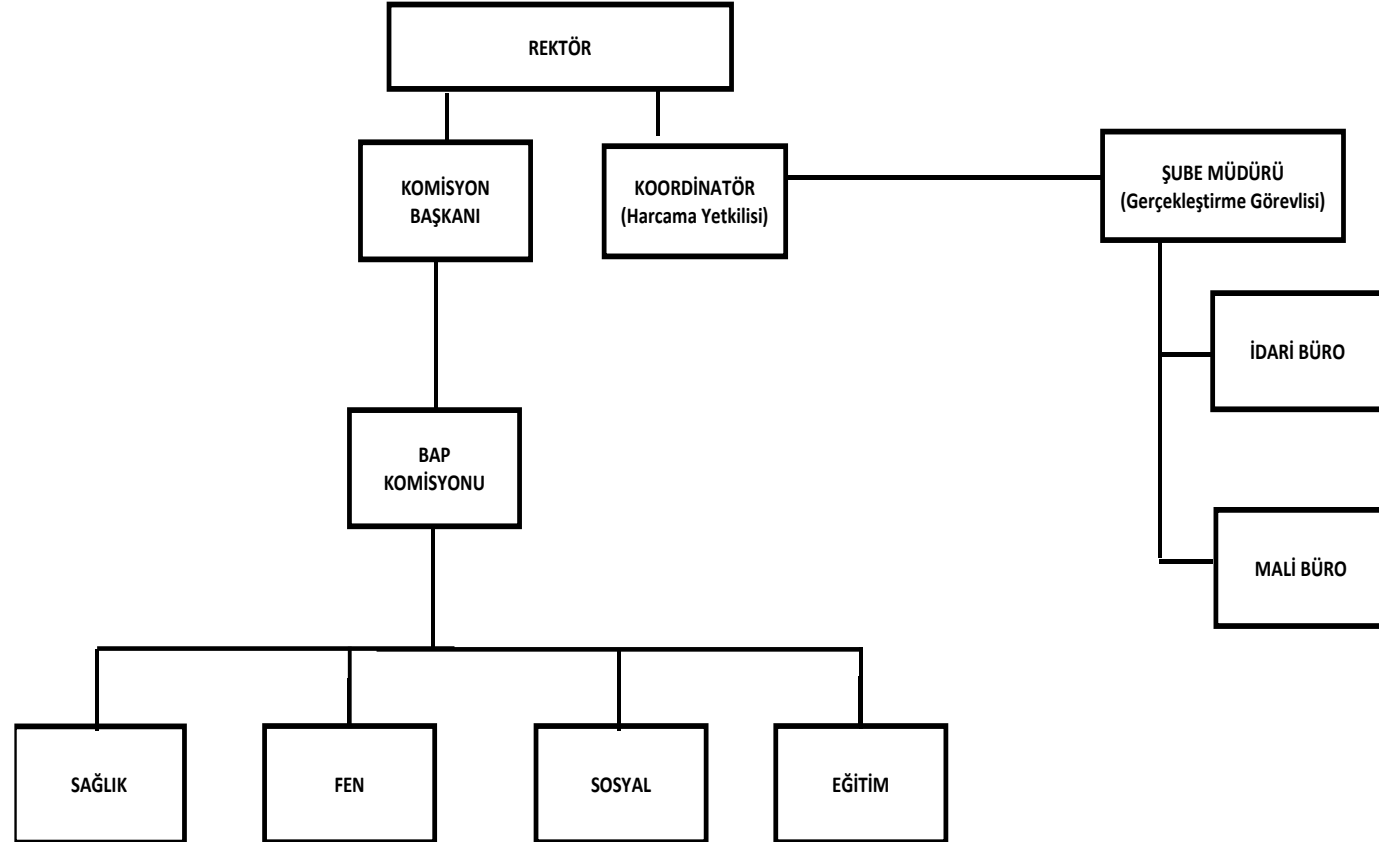 REKTÖR
KOMİSYON
BAŞKANI
KOORDİNATÖR
(Harcama Yetkilisi)
ŞUBE MÜDÜRÜ
(Gerçekleştirme Görevlisi)
İDARİ BÜRO
BAP
KOMİSYONU
MALİ BÜRO
SAĞLIK
FEN
SOSYAL
EĞİTİM